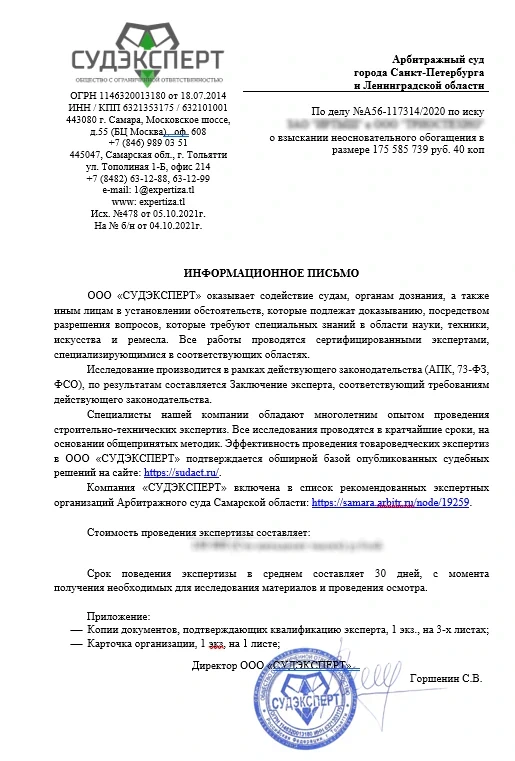 СУДЭКСПЕРТ
ОБЩЕСТВО С ОГРАНИЧЕННОЙ ОТВЕТСТВЕННОСТЬЮ
ОГРН 1146320013180 от 18.07.2014
ИНН / КПП 6321353175 / 632101001
443080 г. Самара, Московское шоссе,
д.55 (БЦ Москва), оф. 608
+7 (846) 989 03 51
445047, Самарская обл., г. Тольятти
ул. Тополиная 1-Б, офис 214
+7 (8482) 63-12-88, 63-12-99
e-mail: 1@expertiza.tl
www: expertiza.tl
Исх. №478 от 05.10.2021г.
На № б/н от 04.10.2021г.
Арбитражный суд
города Санкт-Петербурга
и Ленинградской области
По делу №А56-117314/2020 по иску
о взыскании неосновательного обогащения в
размере 175 585 739 руб. 40 коп
ИНФОРМАЦИОННОЕ ПИСЬМО
ООО «СУДЭКСПЕРТ» оказывает содействие судам, органам дознания, а также
иным лицам в установлении обстоятельств, которые подлежат доказыванию, посредством
разрешения вопросов, которые требуют специальных знаний в области науки, техники,
искусства и ремесла. Все работы проводятся сертифицированными экспертами,
специализирующимися в соответствующих областях.
Исследование производится в рамках действующего законодательства (АПК, 73-ФЗ,
ФСО), по результатам составляется Заключение эксперта, соответствующий требованиям
действующего законодательства.
Специалисты нашей компании обладают многолетним опытом проведения
строительно-технических экспертиз. Все исследования проводятся в кратчайшие сроки, на
основании общепринятых методик. Эффективность проведения товароведческих экспертиз
в ООО «СУДЭКСПЕРТ» подтверждается обширной базой опубликованных судебных
решений на сайте: https://sudact.ru/.
Компания «СУДЭКСПЕРТ» включена в список рекомендованных экспертных
организаций Арбитражного суда Самарской области: https://samara.arbitr.ru/node/19259.
Стоимость проведения экспертизы составляет:
Срок поведения экспертизы в среднем составляет 30 дней, с момента
получения необходимых для исследования материалов и проведения осмотра.
Приложение:
— Копии документов, подтверждающих квалификацию эксперта, 1 экз., на 3-х листах;
— Карточка организации, 1 экз, на 1 листе;
Директор ООО «СУДЭКСПЕРТ»
Горшенин С.В.